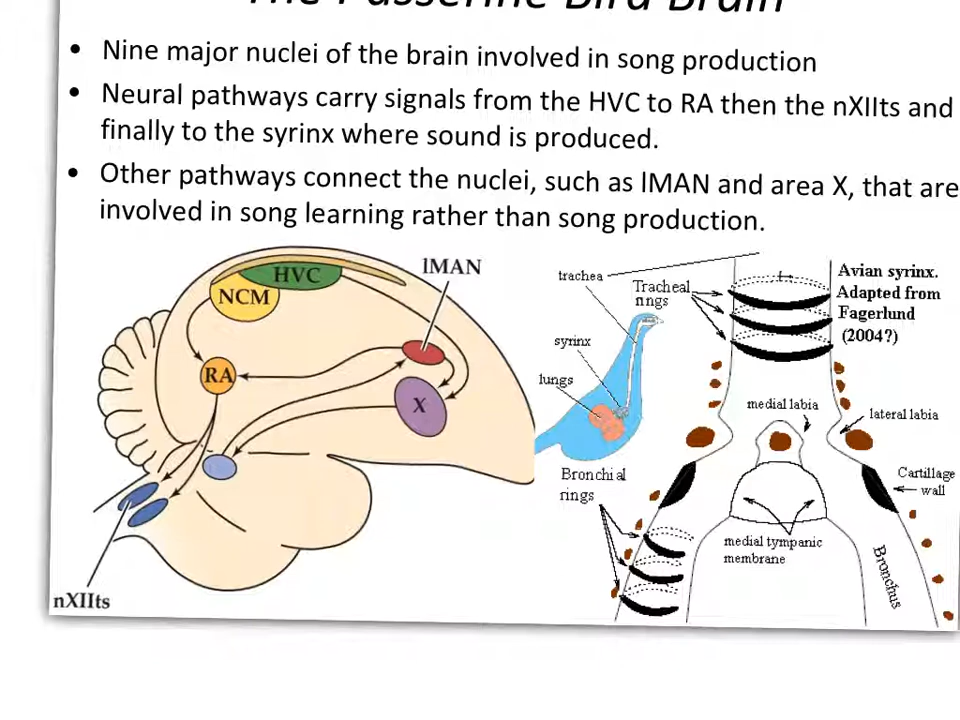 The Passerine Bird Brain
• Nine major nuclei of the brain involved in song production
• Neural pathways carry signals from the HVC to RA then the nXIIts and
finally to the syrinx where sound is produced.
• Other pathways connect the nuclei, such as lMAN and area X, that are
involved in song learning rather than song production.
HVC
NCM
lMAN
RA
X
nXIIts
trachea
Tracheal
rings
syrinx
lungs
Avian syrinx.
Adapted from
Fagerlund
(2004?)
medial labia
lateral labia
Bronchial
rings
Cartillage
wall
medial tympanic
membrane
Bronchus